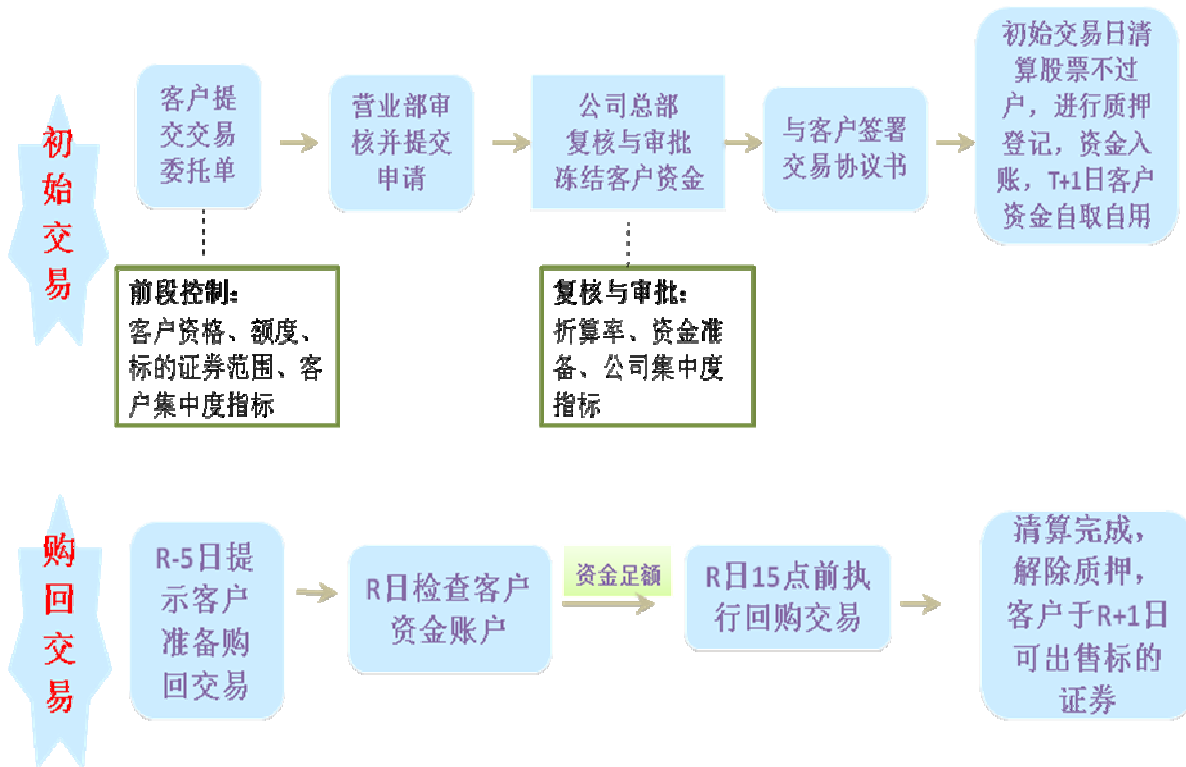 初始交易
客户提
交交易
委托单
营业部审
核并提交
申请
公司总部
复核与审批
冻结客户资金
与客户签署
交易协议书
初始交易日清
算股票不过
户，进行质押
登记，资金入
账，T+1日客户
资金自取自用
前段控制：
客户资格、额度、
标的证券范围、客
户集中度指标
复核与审批：
折算率、资金准
备、公司集中度
指标
购回交易
R-5日提
示客户
准备购
回交易
R日检查客户
资金账户
资金足额
R日15点前执
行回购交易
清算完成，
解除质押，
客户于R+1日
可出售标的
证券